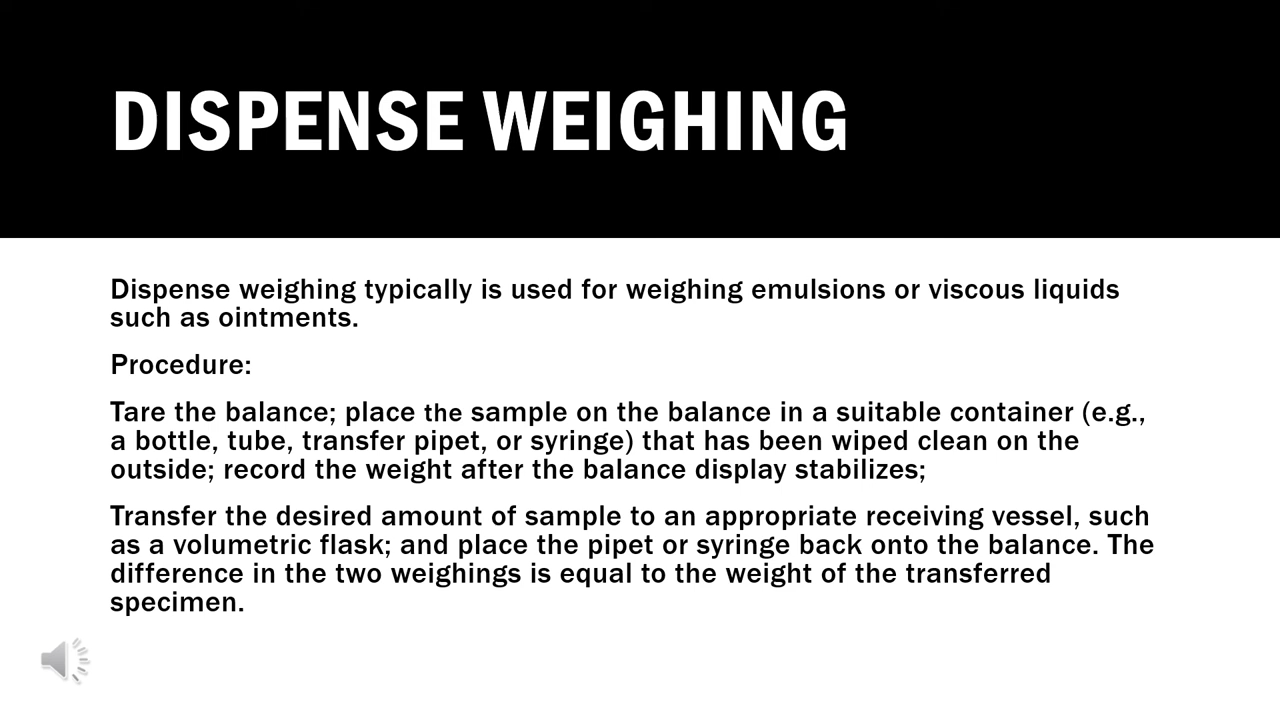 DISPENSE WEIGHING
Dispense weighing typically is used for weighing emulsions or viscous liquids
such as ointments.
Procedure:
Tare the balance; place the sample on the balance in a suitable container (e.g.,
a bottle, tube, transfer pipet, or syringe) that has been wiped clean on the
outside; record the weight after the balance display stabilizes;
Transfer the desired amount of sample to an appropriate receiving vessel, such
as a volumetric flask; and place the pipet or syringe back onto the balance. The
difference in the two weighings is equal to the weight of the transferred
specimen.